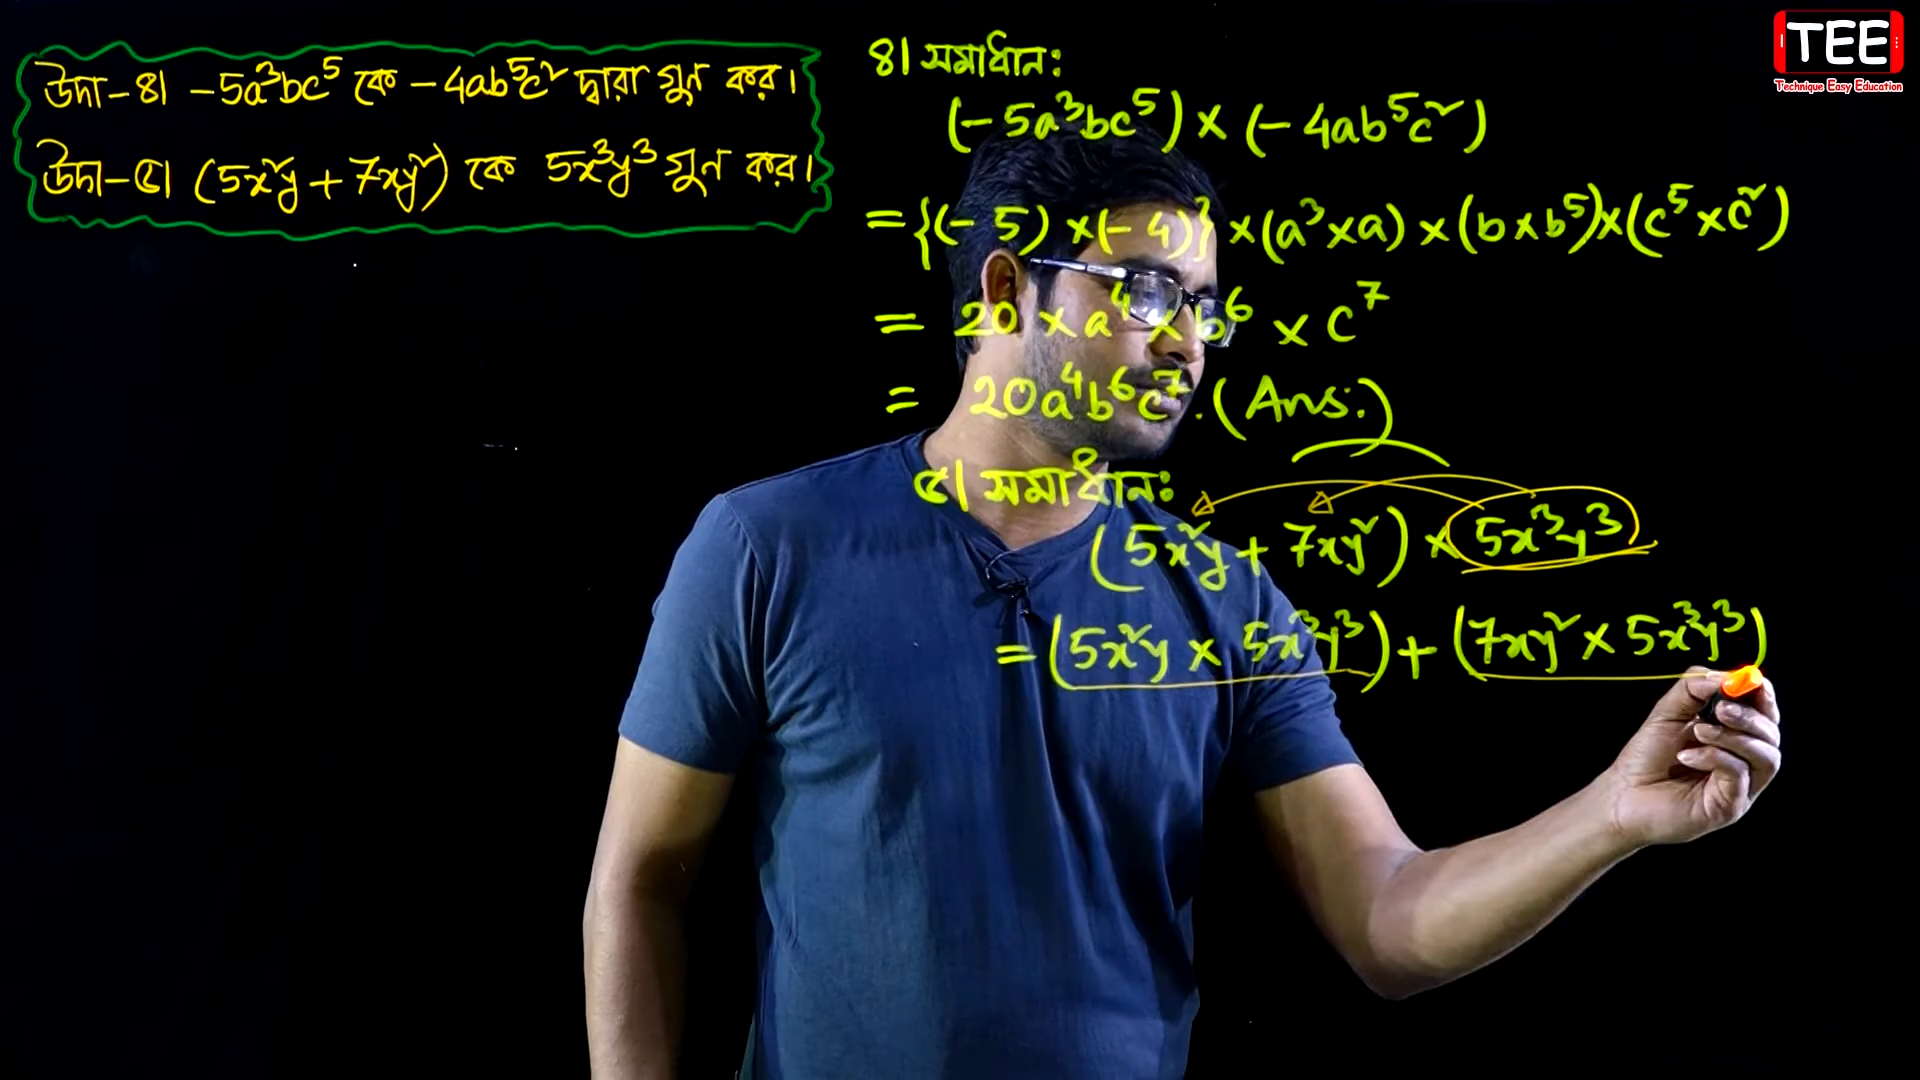 উদা-৪। -5a³bc⁵ কে -4ab⁵c² দ্বারা গুন কর।
উদা-৫। (5x²y + 7xy²) কে 5x³y³ গুন কর।
৪। সমাধান:
(-5a³bc⁵) × (-4ab⁵c²)
= {(-5) × (-4)} × (a³×a) × (b×b⁵) × (c⁵×c²)
= 20 × a⁴ × b⁶ × c⁷
= 20a⁴b⁶c⁷. (Ans:)
৫। সমাধান:
(5x²y + 7xy²) × 5x³y³
= (5x²y × 5x³y³) + (7xy² × 5x³y³)
TEE
Technique Easy Education